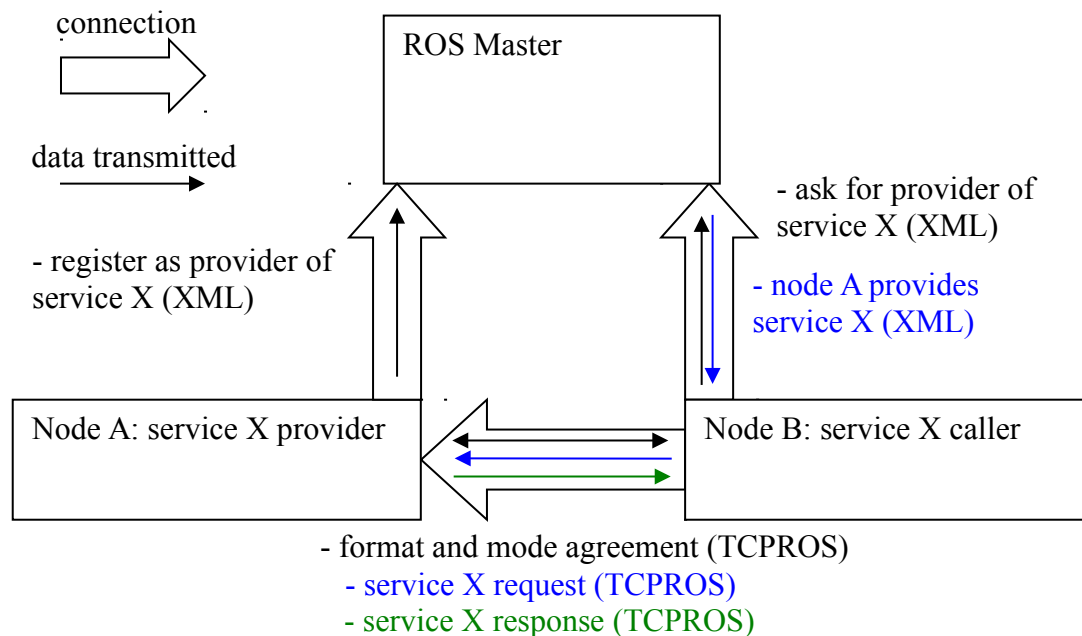 connection
ROS Master
data transmitted
- ask for provider of
service X (XML)
- register as provider of
service X (XML)
- node A provides
service X (XML)
Node A: service X provider
Node B: service X caller
- format and mode agreement (TCPROS)
- service X request (TCPROS)
- service X response (TCPROS)